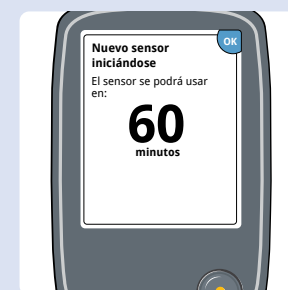 OK
Nuevo sensor
iniciándose
El sensor se podrá usar
en:
60
minutos